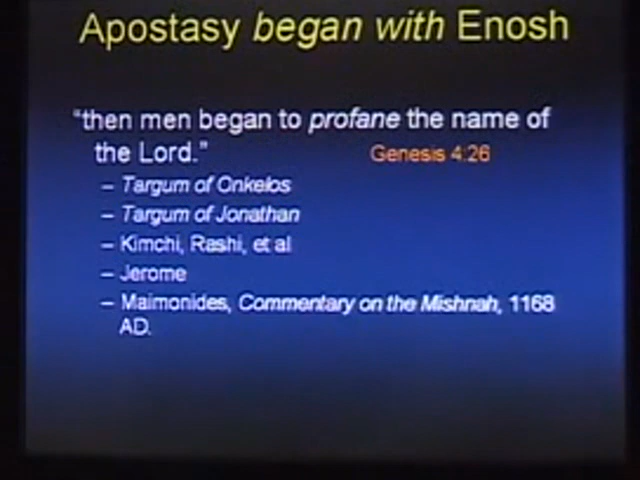 Apostasy began with Enosh
"then men began to profane the name of
the Lord." Genesis 4:26
– Targum of Onkelos
– Targum of Jonathan
– Kimchi, Rashi, et al
– Jerome
– Maimonides, Commentary on the Mishnah, 1168
AD.